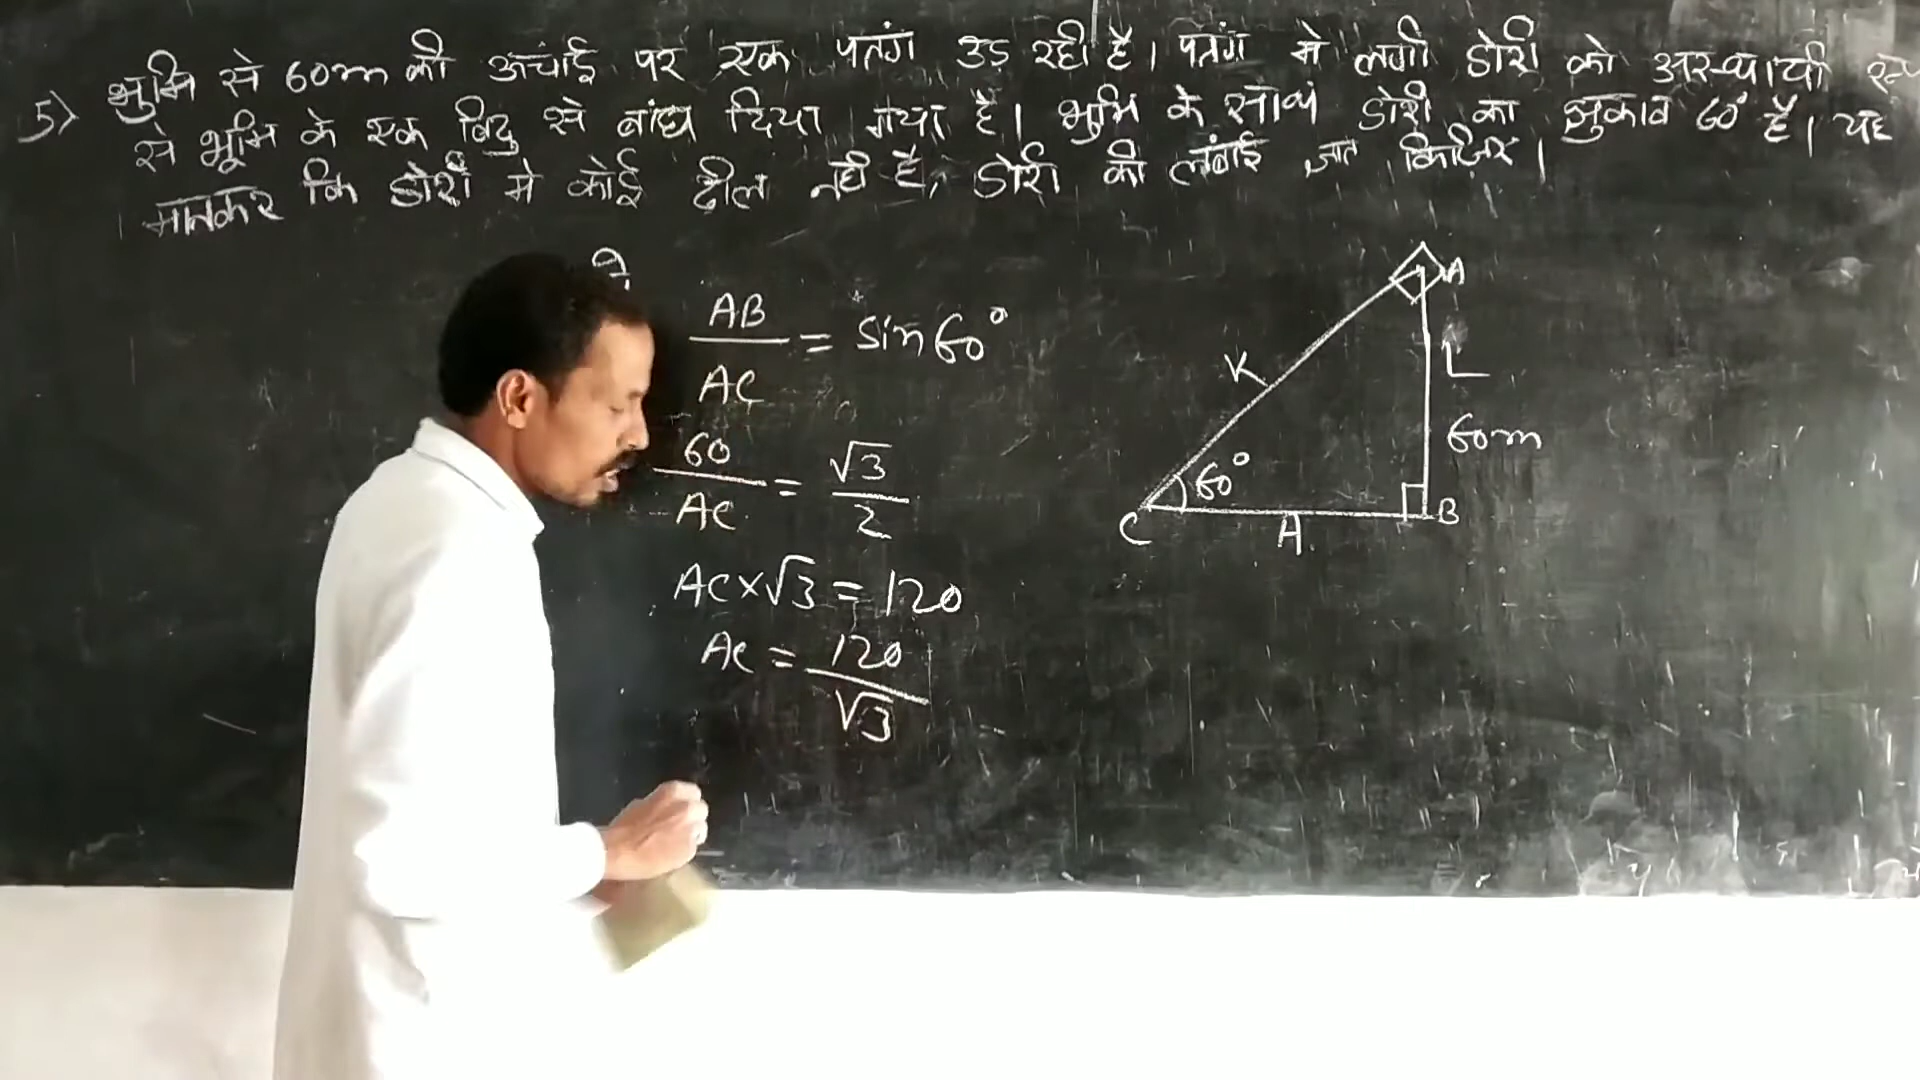 5) भुमि से 60m की ऊंचाई पर एक पतंग उड़ रही है। पतंग मे लगी डोरी को अस्थायी रूप
से भूमि के एक बिंदु से बांध दिया गया है। भुमि के साथ डोरी का झुकाव 60° है। यह
मानकर कि डोरी मे कोई ढील नही है, डोरी की लंबाई ज्ञात किजिए।
AB/AC = sin 60°
60/AC = √3/2
AC×√3 = 120
AC = 120/√3
A
K
L
60m
60°
C
A
B